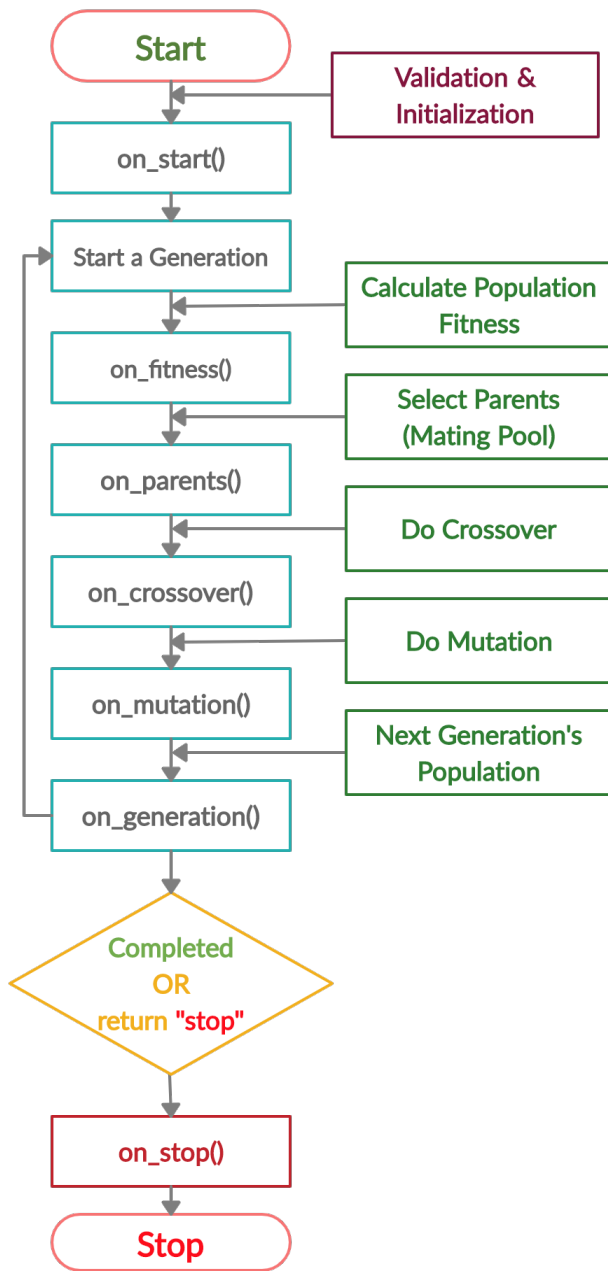 Start
Validation &
Initialization
on_start()
Start a Generation
Calculate Population
Fitness
on_fitness()
Select Parents
(Mating Pool)
on_parents()
Do Crossover
on_crossover()
Do Mutation
on_mutation()
Next Generation's
Population
on_generation()
Completed
OR
return "stop"
on_stop()
Stop